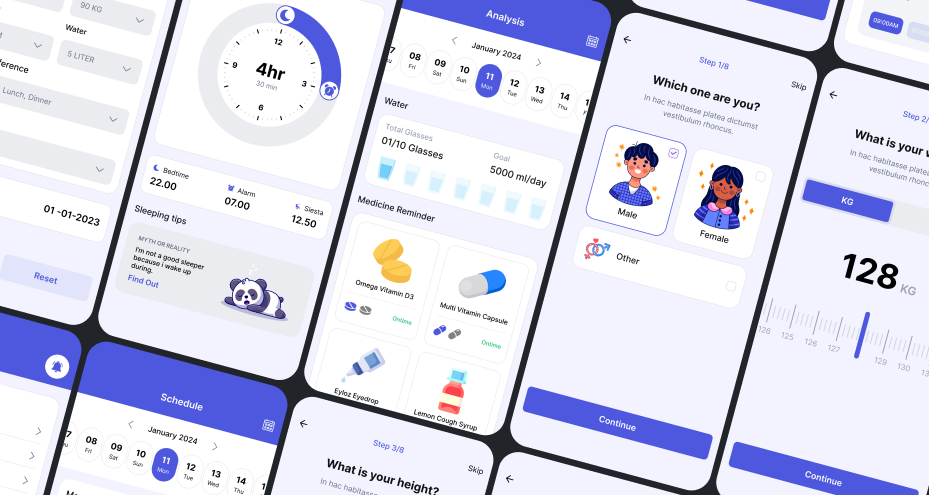 90 KG
Water
5 LITER
Lunch, Dinner
01 -01-2023
Reset
12
3
6
9
4hr
30 min
Bedtime
22.00
Alarm
07.00
Siesta
12.50
Sleeping tips
MYTH OR REALITY
I'm not a good sleeper
because i wake up
during.
Find Out
Analysis
January 2024
08
Fri
09
Sat
10
Sun
11
Mon
12
Tue
13
Wed
14
Thu
Water
Total Glasses
01/10 Glasses
Goal
5000 ml/day
Medicine Reminder
Omega Vitamin D3
Ontime
Multi Vitamin Capsule
Ontime
Eyloz Eyedrop
Lemon Cough Syrup
Step 1/8
Skip
Which one are you?
In hac habitasse platea dictumst
vestibulum rhoncus.
Male
Female
Other
Continue
09:00AM
Step 2/
What is your
In hac habitasse platea
vestibulum rhoncus.
KG
128 KG
126
125
126
127
129
130
Continue
Schedule
January 2024
08
Fri
09
Sat
10
Sun
11
Mon
12
Tue
13
Wed
14
Thu
Step 3/8
Skip
What is your height?
In hac habitasse